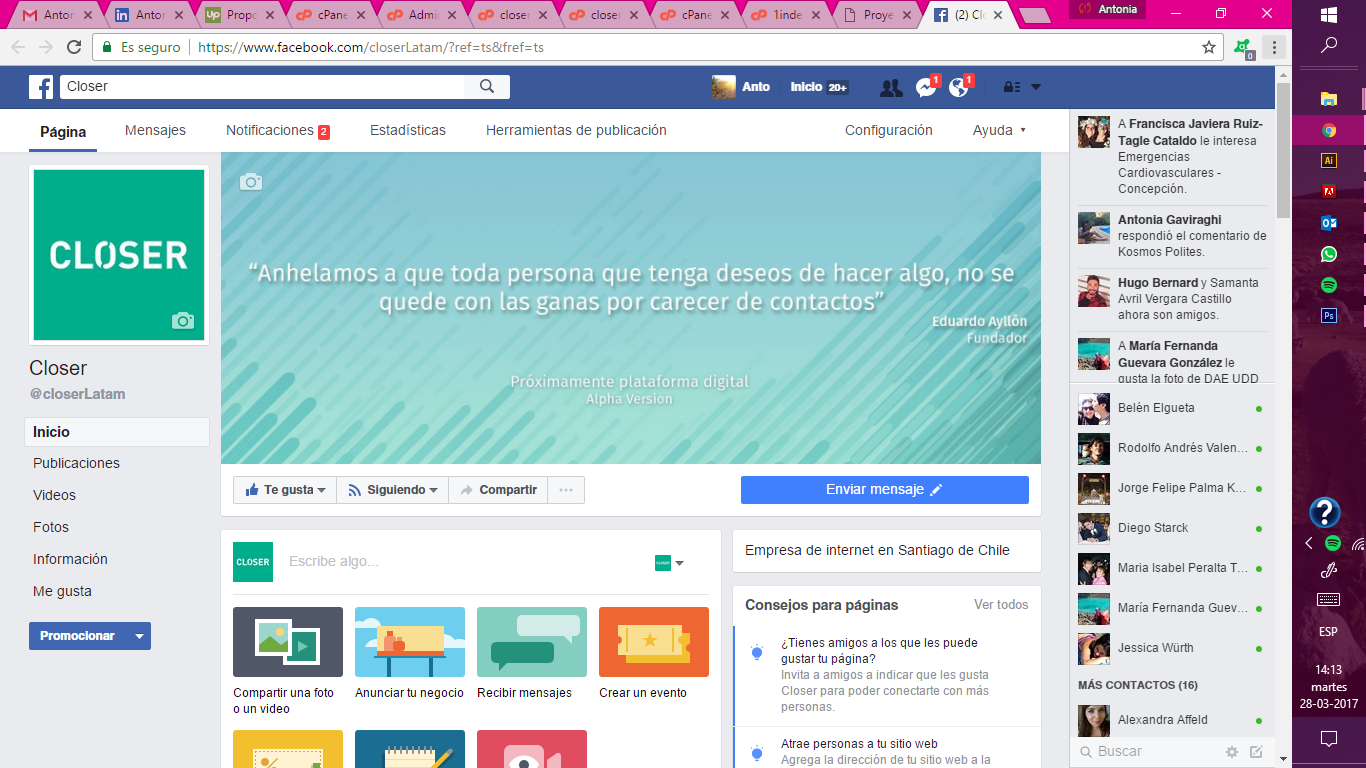 Anton
Anton
Propo
cPane
Admi
closer
closer
cPane
1inde
Proye
(2) Cl
Antonia
Es seguro
https://www.facebook.com/closerLatam/?ref=ts&fref=ts
0
Closer
Anto
Inicio 20+
1
1
Página
Mensajes
Notificaciones 2
Estadísticas
Herramientas de publicación
Configuración
Ayuda
CLOSER
Closer
@closerLatam
Inicio
Publicaciones
Videos
Fotos
Información
Me gusta
Promocionar
“Anhelamos a que toda persona que tenga deseos de hacer algo, no se
quede con las ganas por carecer de contactos”
Eduardo Ayllón
Fundador
Próximamente plataforma digital
Alpha Version
Te gusta
Siguiendo
Compartir
Enviar mensaje
CLOSER
Escribe algo...
CLOSER
Compartir una foto
o un video
Anunciar tu negocio
Recibir mensajes
Crear un evento
Empresa de internet en Santiago de Chile
Consejos para páginas
Ver todos
¿Tienes amigos a los que les puede
gustar tu página?
Invita a amigos a indicar que les gusta
Closer para poder conectarte con más
personas.
Atrae personas a tu sitio web
Agrega la dirección de tu sitio web a la
A Francisca Javiera Ruiz-
Tagle Cataldo le interesa
Emergencias
Cardiovasculares -
Concepción.
Antonia Gaviraghi
respondió el comentario de
Kosmos Polites.
Hugo Bernard y Samanta
Avril Vergara Castillo
ahora son amigos.
A María Fernanda
Guevara González le
gusta la foto de DAE UDD
Belén Elgueta
Rodolfo Andrés Valen...
Jorge Felipe Palma K...
Diego Starck
Maria Isabel Peralta T...
María Fernanda Guev...
Jessica Würth
MÁS CONTACTOS (16)
Alexandra Affeld
Buscar
Ai
Ps
ESP
14:13
martes
28-03-2017